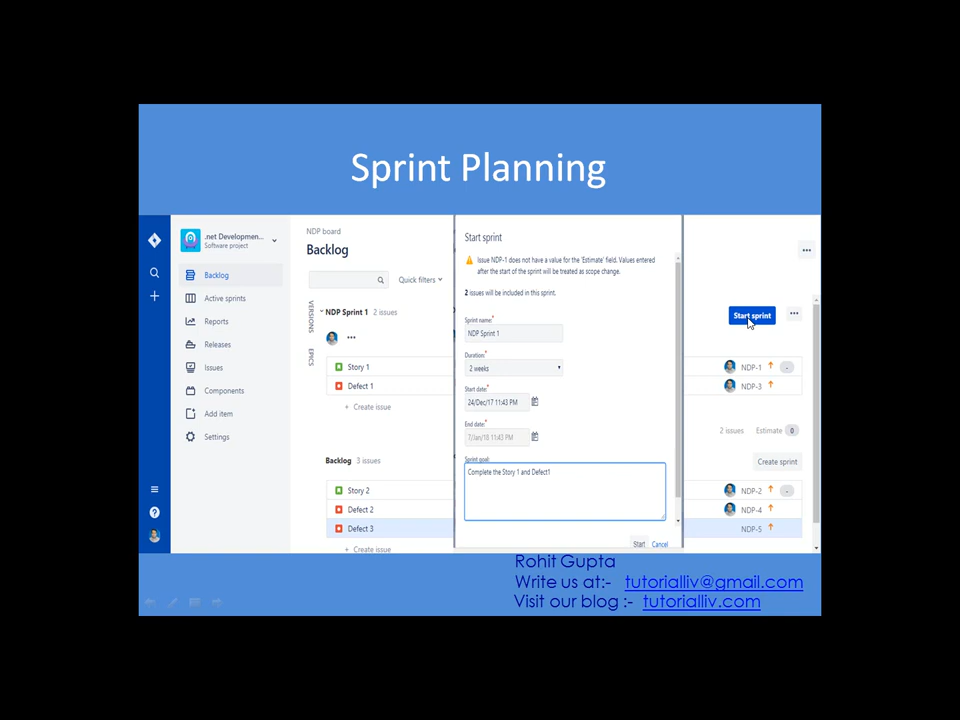 Sprint Planning
.net Developmen...
Software project
Backlog
Active sprints
Reports
Releases
Issues
Components
Add item
Settings
NDP board
Backlog
Quick filters
VERSIONS
EPICS
NDP Sprint 1 2 issues
Story 1
Defect 1
+ Create issue
Backlog 3 issues
Story 2
Defect 2
Defect 3
+ Create issue
Start sprint
Issue NDP-1 does not have a value for the 'Estimate' field. Values entered
after the start of the sprint will be treated as scope change.
2 issues will be included in this sprint.
Sprint name:*
NDP Sprint 1
Duration:*
2 weeks
Start date:*
24/Dec/17 11:43 PM
End date:*
7/Jan/18 11:43 PM
Sprint goal:
Complete the Story 1 and Defect1
Start Cancel
Start sprint
NDP-1 -
NDP-3
2 issues Estimate 0
Create sprint
NDP-2 -
NDP-4
NDP-5
Rohit Gupta
Write us at:- tutorialliv@gmail.com
Visit our blog :- tutorialliv.com